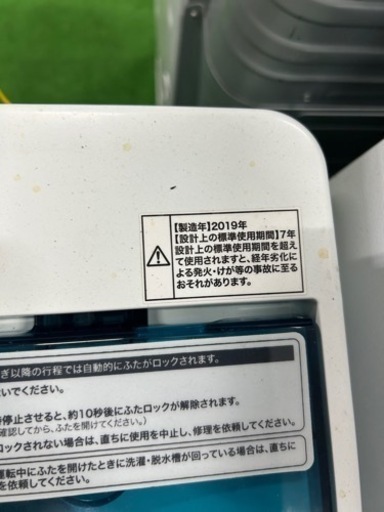 【製造年】2019年
【設計上の標準使用期間】7年
設計上の標準使用期間を超え
て使用されますと、経年劣化に
よる発火・けが等の事故に至る
おそれがあります。
ぎ以降の行程では自動的にふたがロックされます。
いでください。
停止させると、約10秒後にふたロックが解除されます。
確認してから、ふたを開けてください。)
ロックされない場合は、直ちに使用を中止し、修理を依頼してください。
運転中にふたを開けたときに洗濯・脱水槽が回っている場合は、直ちに
を依頼してください。